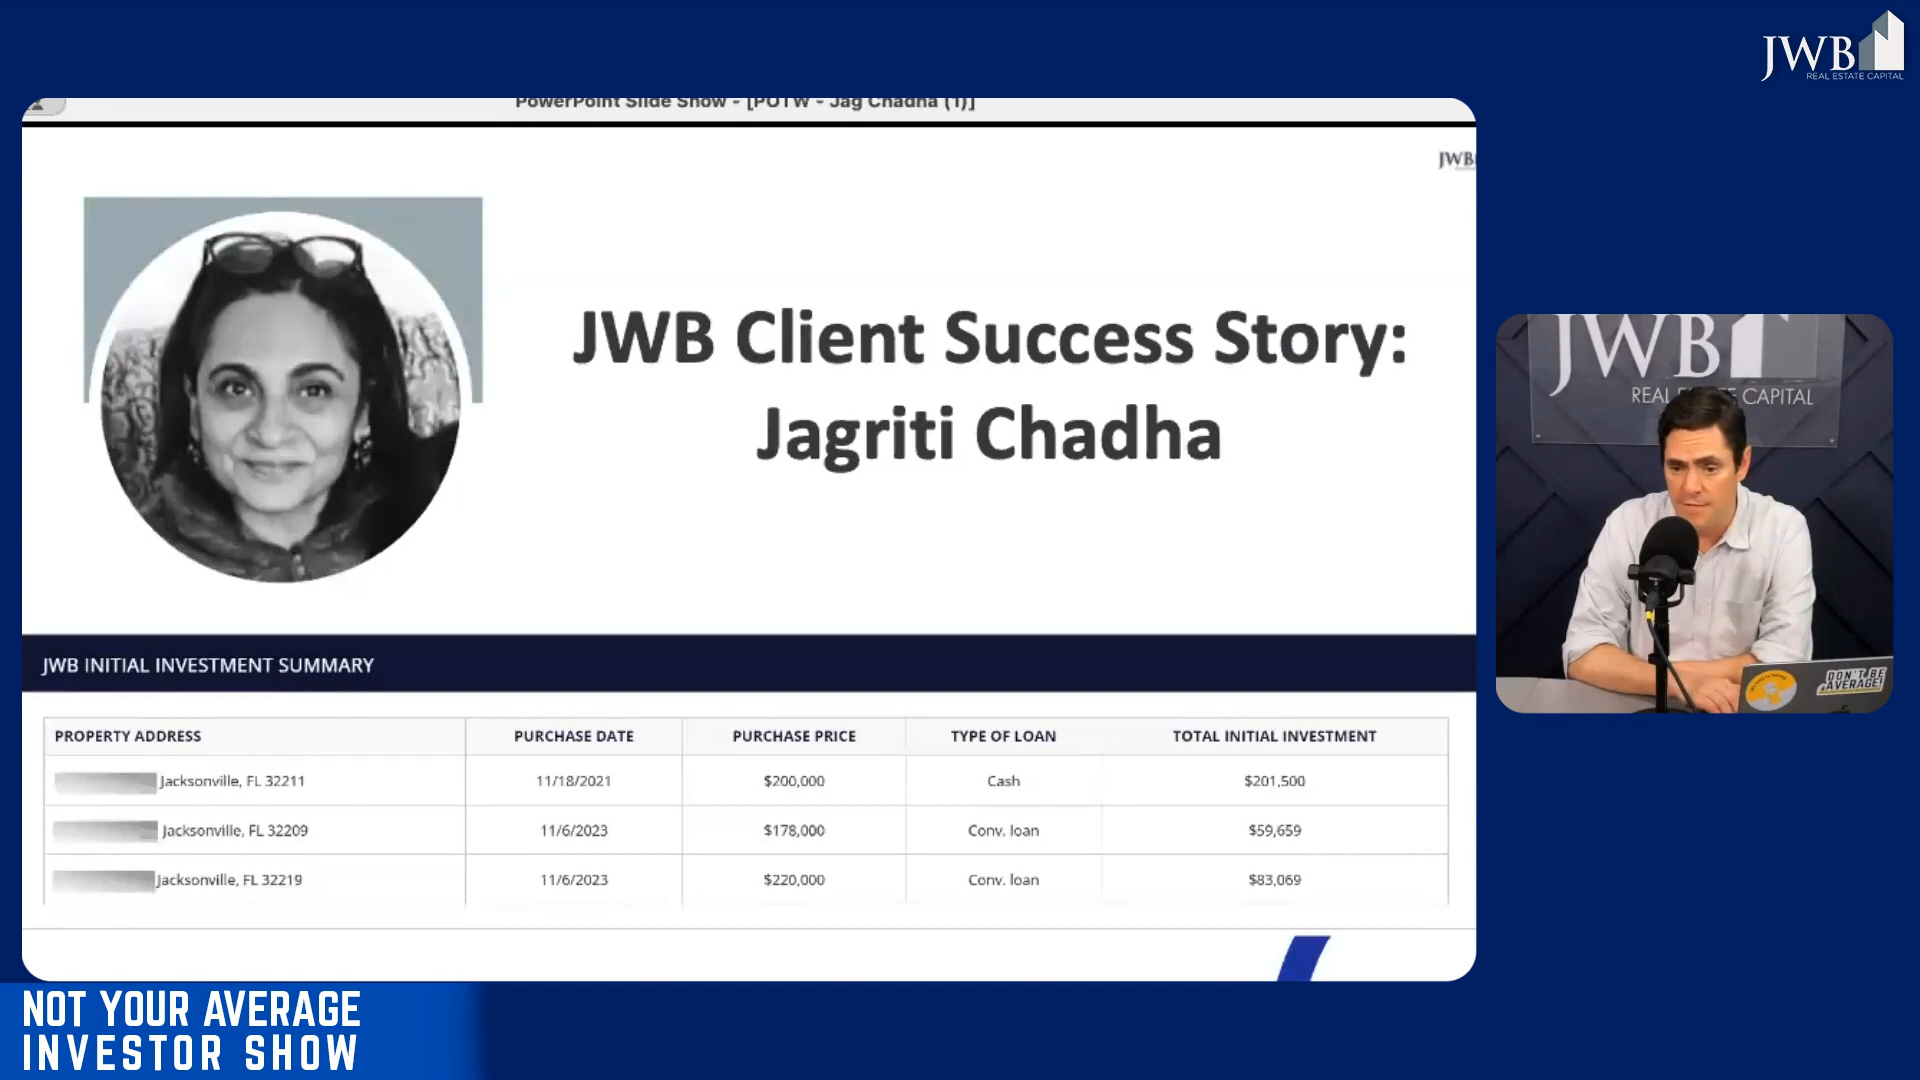 JWB
REAL ESTATE CAPITAL
PowerPoint Slide Show - [POTW - Jag Chadha (1)]
JWB
JWB Client Success Story:
Jagriti Chadha
JWB
REAL ESTATE CAPITAL
DON'T BE
AVERAGE!
JWB INITIAL INVESTMENT SUMMARY
PROPERTY ADDRESS PURCHASE DATE PURCHASE PRICE TYPE OF LOAN TOTAL INITIAL INVESTMENT
Jacksonville, FL 32211 11/18/2021 $200,000 Cash $201,500
Jacksonville, FL 32209 11/6/2023 $178,000 Conv. loan $59,659
Jacksonville, FL 32219 11/6/2023 $220,000 Conv. loan $83,069
NOT YOUR AVERAGE
INVESTOR SHOW